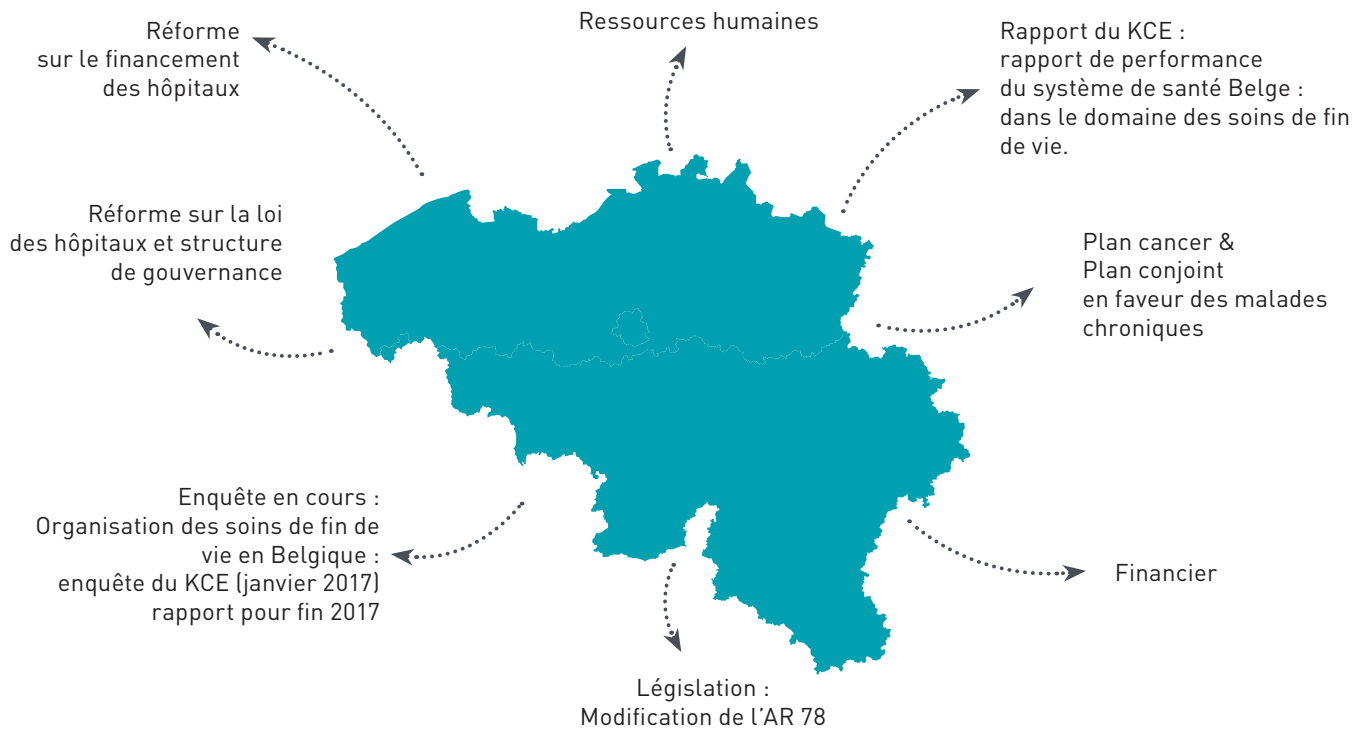 Réforme
sur le financement
des hôpitaux
Ressources humaines
Rapport du KCE :
rapport de performance
du système de santé Belge :
dans le domaine des soins de fin
de vie.
Réforme sur la loi
des hôpitaux et structure
de gouvernance
Plan cancer &
Plan conjoint
en faveur des malades
chroniques
Enquête en cours :
Organisation des soins de fin de
vie en Belgique :
enquête du KCE (janvier 2017)
rapport pour fin 2017
Financier
Législation :
Modification de l’AR 78